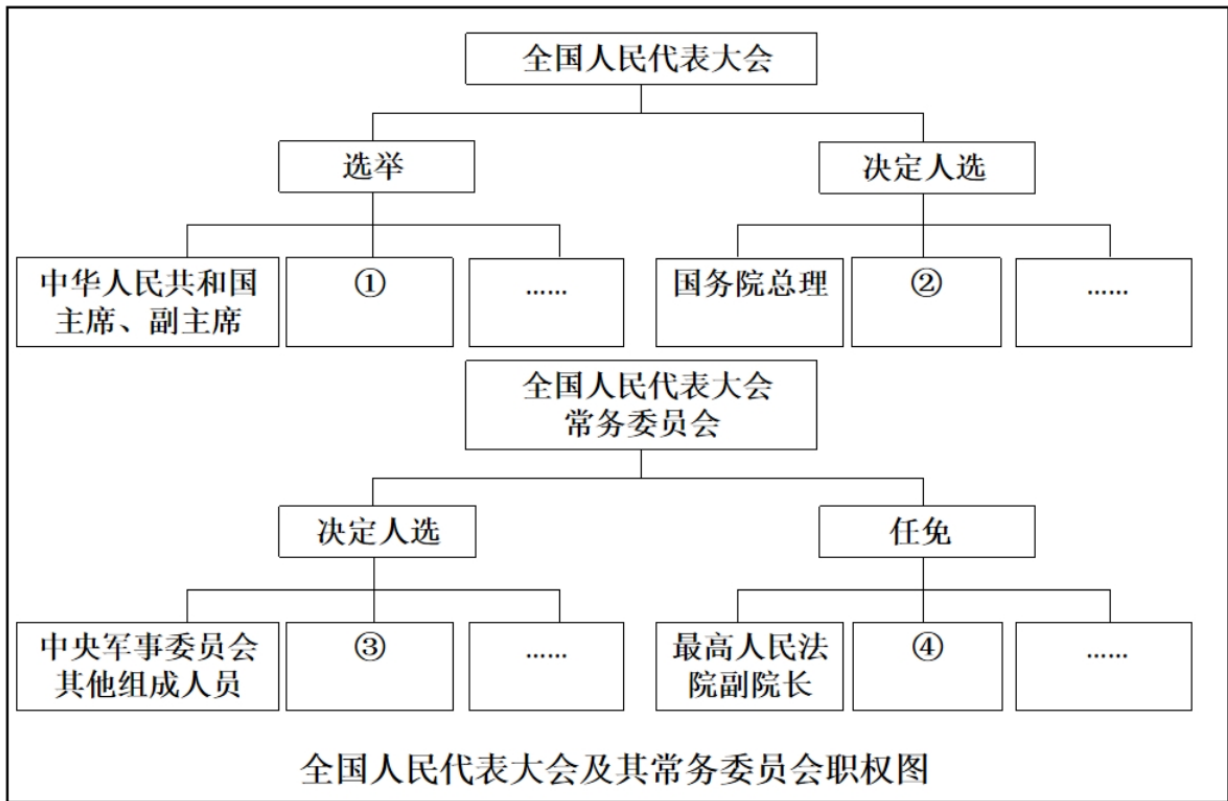 全国人民代表大会
选举
决定人选
中华人民共和国
主席、副主席
①
……
国务院总理
②
……
全国人民代表大会
常务委员会
决定人选
任免
中央军事委员会
其他组成人员
③
……
最高人民法
院副院长
④
……
全国人民代表大会及其常务委员会职权图